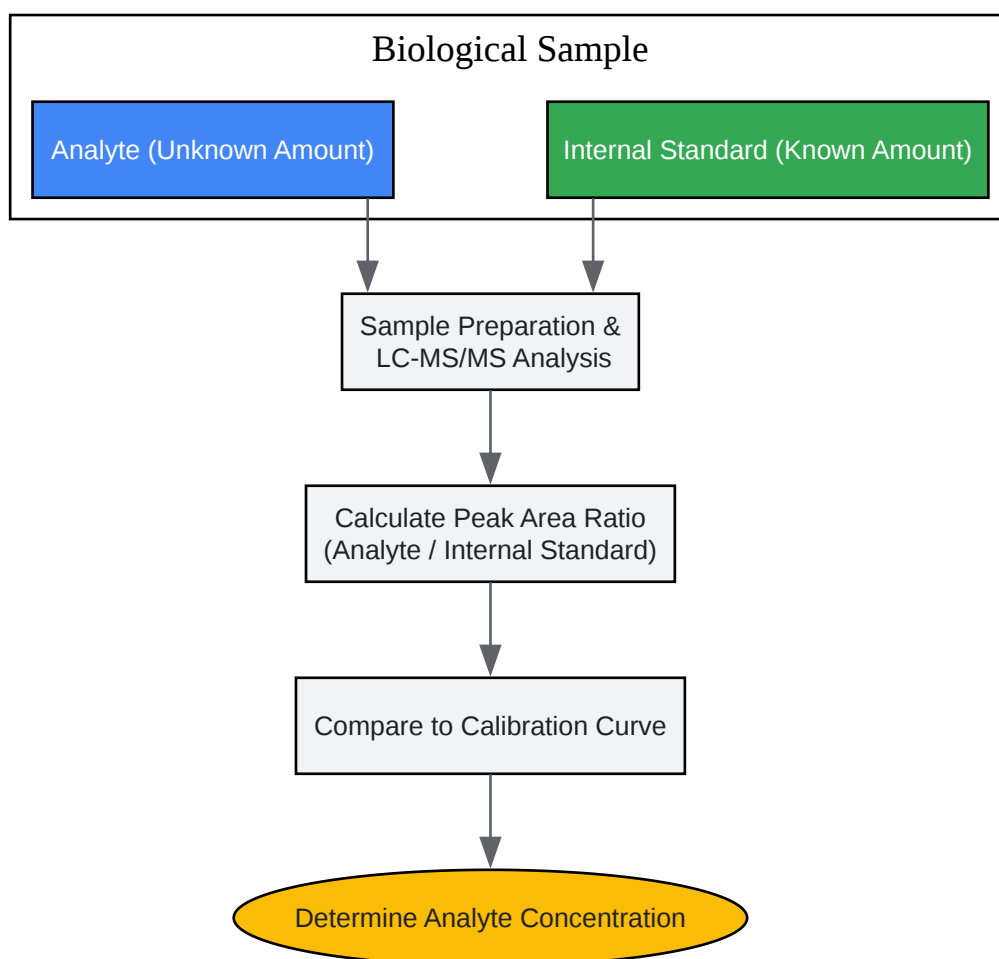 Biological Sample
Analyte (Unknown Amount)
Internal Standard (Known Amount)
Sample Preparation &
LC-MS/MS Analysis
Calculate Peak Area Ratio
(Analyte / Internal Standard)
Compare to Calibration Curve
Determine Analyte Concentration